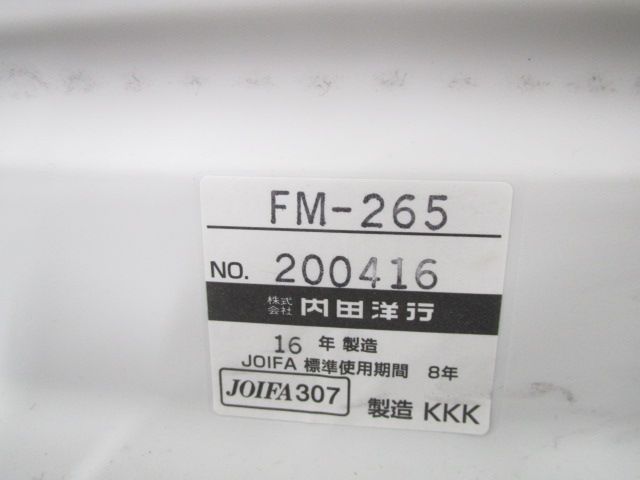 FM-265
NO. 200416
株式会社 内田洋行
16 年 製造
JOIFA 標準使用期間 8年
JOIFA307 製造 KKK